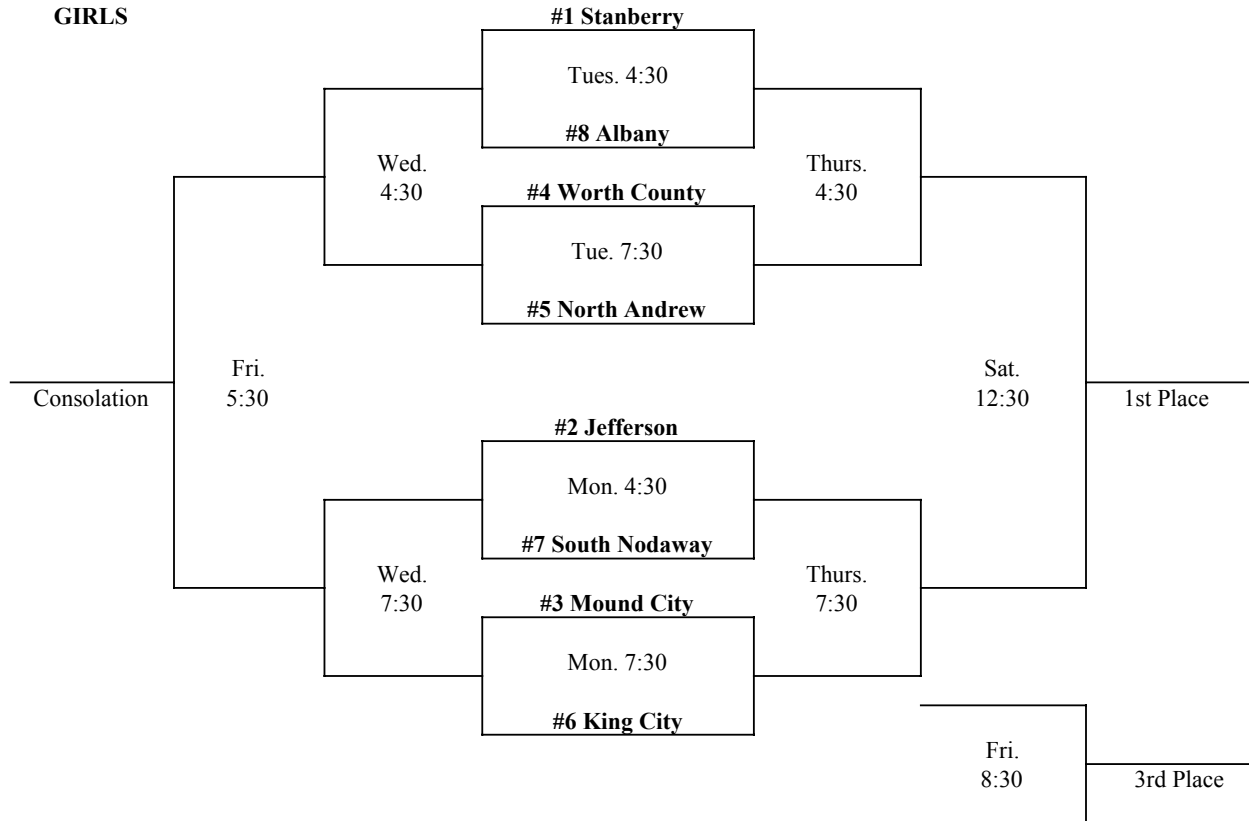 GIRLS
#1 Stanberry
Tues. 4:30
#8 Albany
Wed.
4:30
Thurs.
4:30
#4 Worth County
Tue. 7:30
#5 North Andrew
Fri.
5:30
Sat.
12:30
Consolation
1st Place
#2 Jefferson
Mon. 4:30
#7 South Nodaway
Wed.
7:30
Thurs.
7:30
#3 Mound City
Mon. 7:30
#6 King City
Fri.
8:30
3rd Place